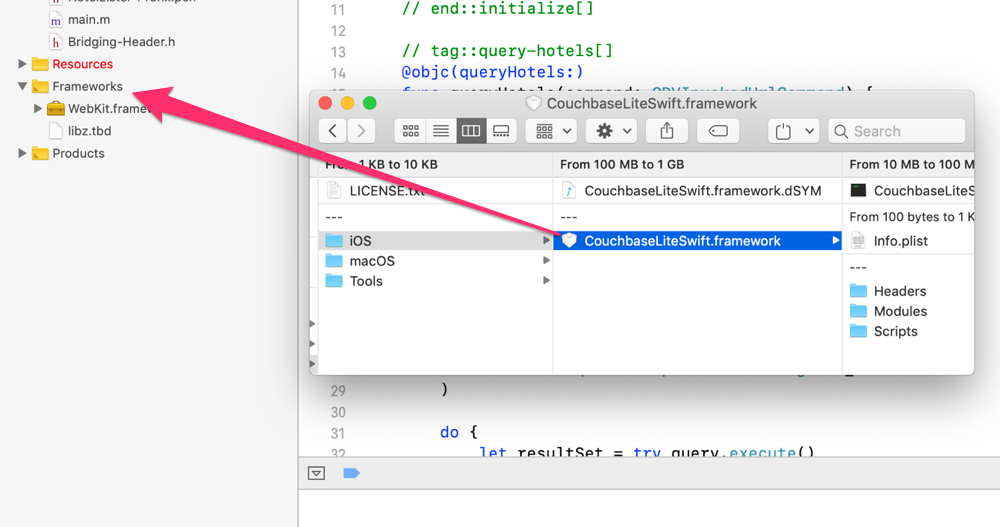 main.m
Bridging-Header.h
Resources
Frameworks
WebKit.framew
libz.tbd
Products
11 // end::initialize[]
12
13 // tag::query-hotels[]
14 @objc(queryHotels:)
CouchbaseLiteSwift.framework
Search
From 1 KB to 10 KB
From 100 MB to 1 GB
From 10 MB to 100 M
LICENSE.txt
CouchbaseLiteSwift.framework.dSYM
CouchbaseLiteS
---
---
From 100 bytes to 1 K
iOS
CouchbaseLiteSwift.framework
Info.plist
macOS
---
Tools
Headers
Modules
Scripts
29 )
30
31 do {
32 let resultSet = try query.execute()